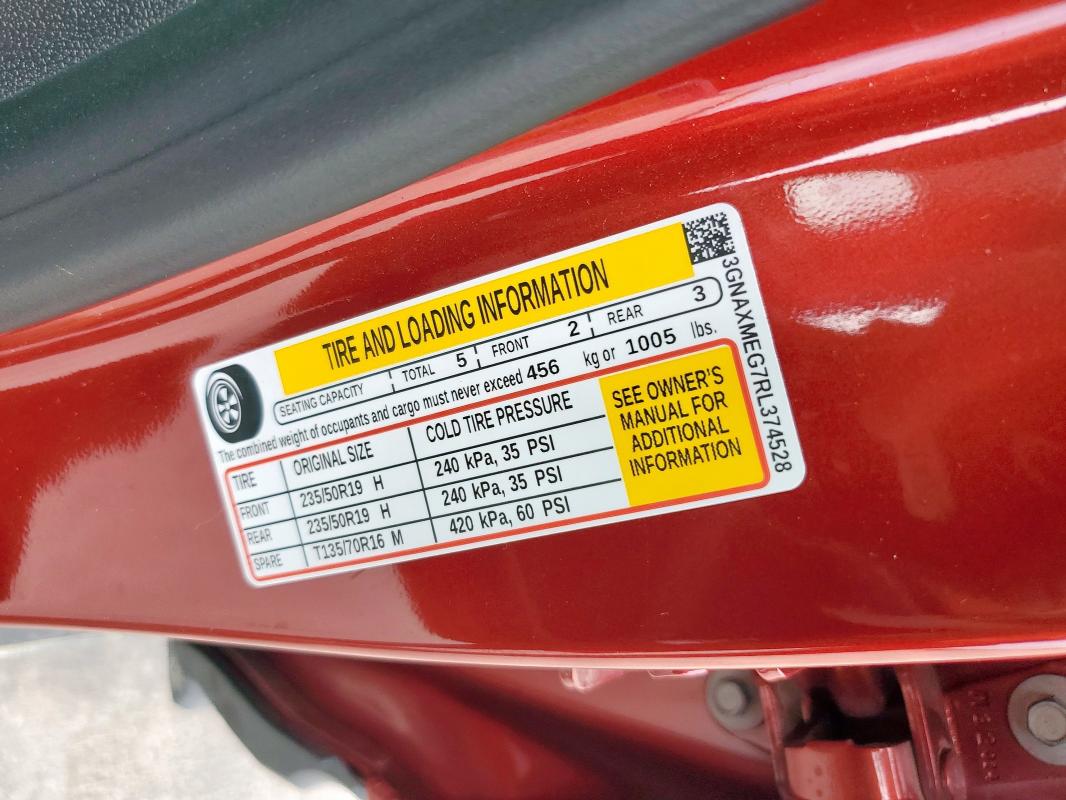 TIRE AND LOADING INFORMATION
SEATING CAPACITY TOTAL 5 FRONT 2 REAR 3
The combined weight of occupants and cargo must never exceed 456 kg or 1005 lbs.
TIRE ORIGINAL SIZE COLD TIRE PRESSURE
FRONT 235/50R19 H 240 kPa, 35 PSI
REAR 235/50R19 H 240 kPa, 35 PSI
SPARE T135/70R16 M 420 kPa, 60 PSI
SEE OWNER'S
MANUAL FOR
ADDITIONAL
INFORMATION
3GNAXMEG7RL374528